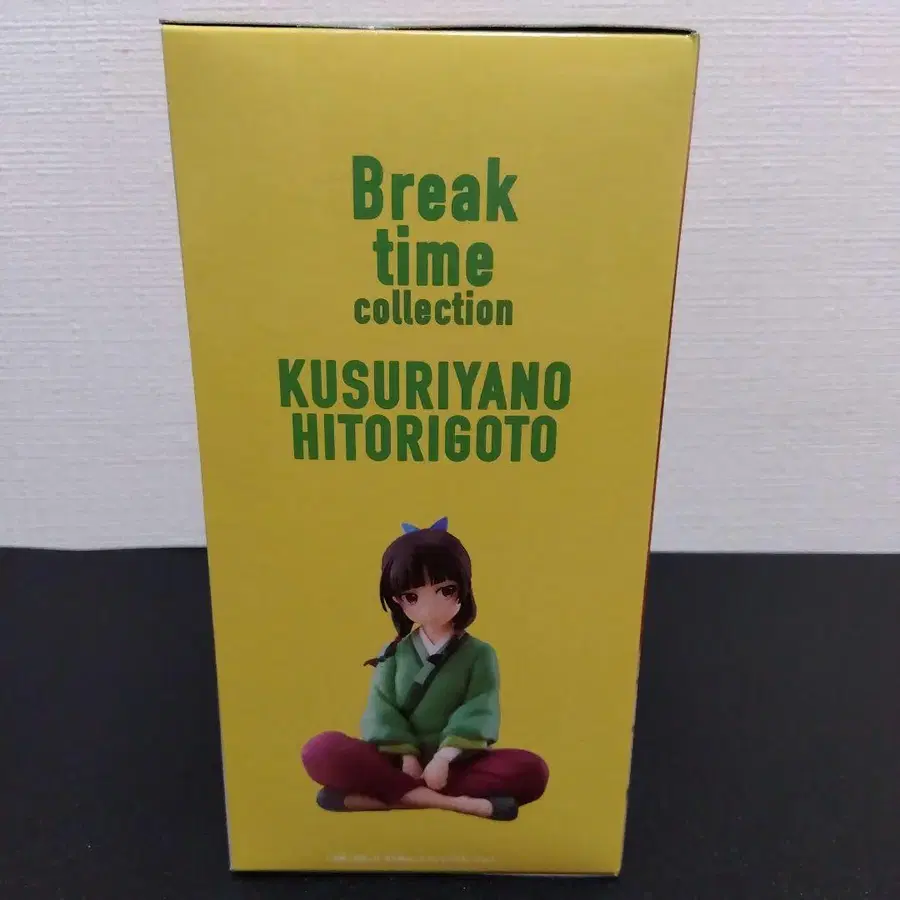 Break
time
collection
KUSURIYANO
HITORIGOTO